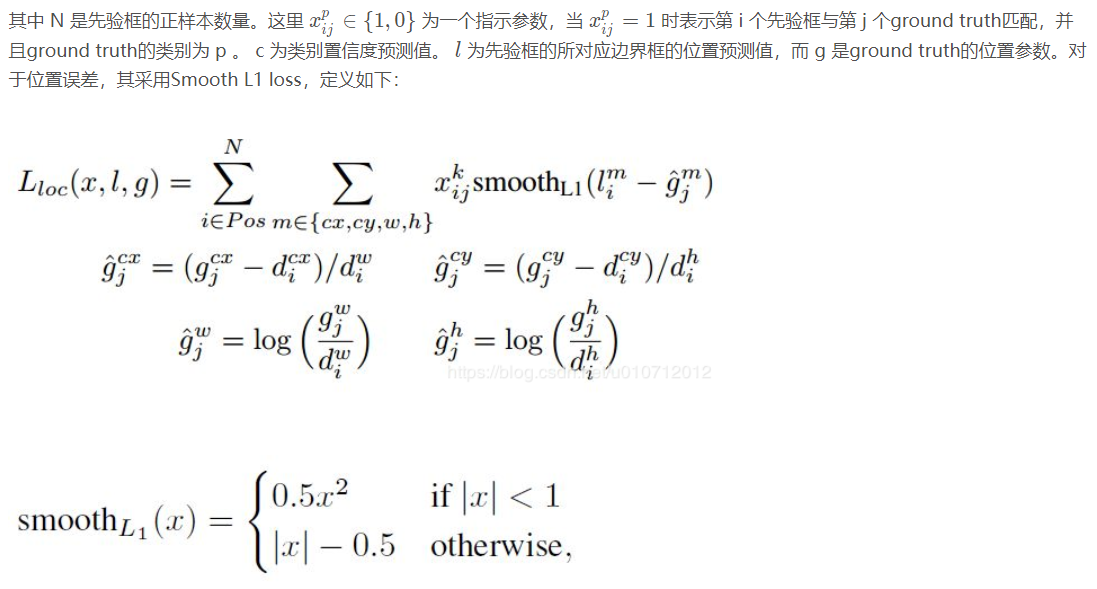 其中 N 是先验框的正样本数量。这里 $x_{ij}^{p} \in \{1,0\}$ 为一个指示参数，当 $x_{ij}^{p} = 1$ 时表示第 i 个先验框与第 j 个ground truth匹配，并
且ground truth的类别为 p 。 c 为类别置信度预测值。 $l$ 为先验框的所对应边界框的位置预测值，而 g 是ground truth的位置参数。对
于位置误差，其采用Smooth L1 loss，定义如下：
$L_{loc}(x,l,g) = \sum_{i \in Pos}^{N} \sum_{m \in \{cx,cy,w,h\}} x_{ij}^{k} \text{smooth}_{\text{L1}}(l_i^m - \hat{g}_j^m)$
$\hat{g}_j^{cx} = (g_j^{cx} - d_i^{cx})/d_i^w \quad \hat{g}_j^{cy} = (g_j^{cy} - d_i^{cy})/d_i^h$
$\hat{g}_j^w = \log\left(\frac{g_j^w}{d_i^w}\right) \quad \hat{g}_j^h = \log\left(\frac{g_j^h}{d_i^h}\right)$
https://blog.csdn.net/u010712012
$\text{smooth}_{L_1}(x) = \begin{cases} 0.5x^2 & \text{if } |x| < 1 \\ |x| - 0.5 & \text{otherwise,} \end{cases}$